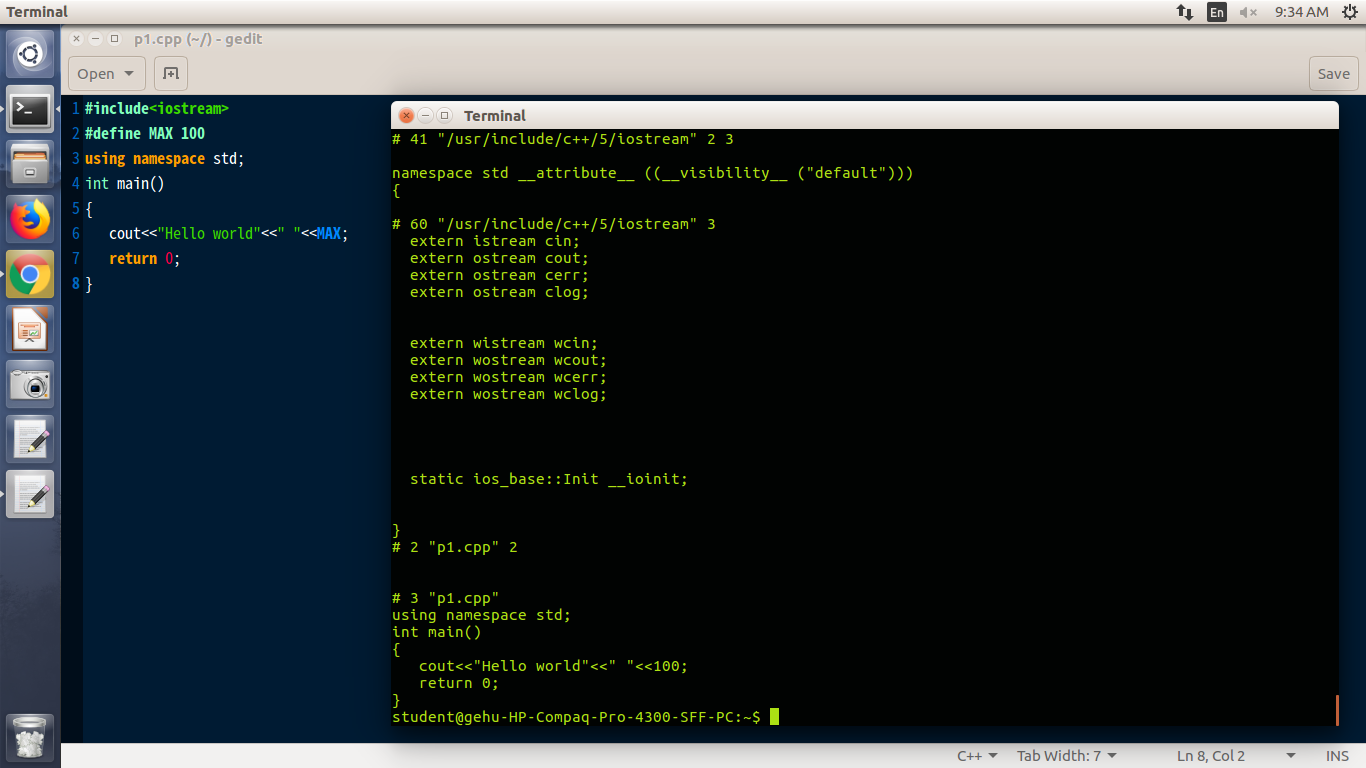 Terminal
En
9:34 AM
p1.cpp (~/) - gedit
Open
Save
1 #include<iostream>
2 #define MAX 100
3 using namespace std;
4 int main()
5 {
6 cout<<"Hello world"<<" "<<MAX;
7 return 0;
8 }
Terminal
# 41 "/usr/include/c++/5/iostream" 2 3
namespace std __attribute__ ((__visibility__ ("default")))
{
# 60 "/usr/include/c++/5/iostream" 3
extern istream cin;
extern ostream cout;
extern ostream cerr;
extern ostream clog;
extern wistream wcin;
extern wostream wcout;
extern wostream wcerr;
extern wostream wclog;
static ios_base::Init __ioinit;
}
# 2 "p1.cpp" 2
# 3 "p1.cpp"
using namespace std;
int main()
{
cout<<"Hello world"<<" "<<100;
return 0;
}
student@gehu-HP-Compaq-Pro-4300-SFF-PC:~$
C++
Tab Width: 7
Ln 8, Col 2
INS